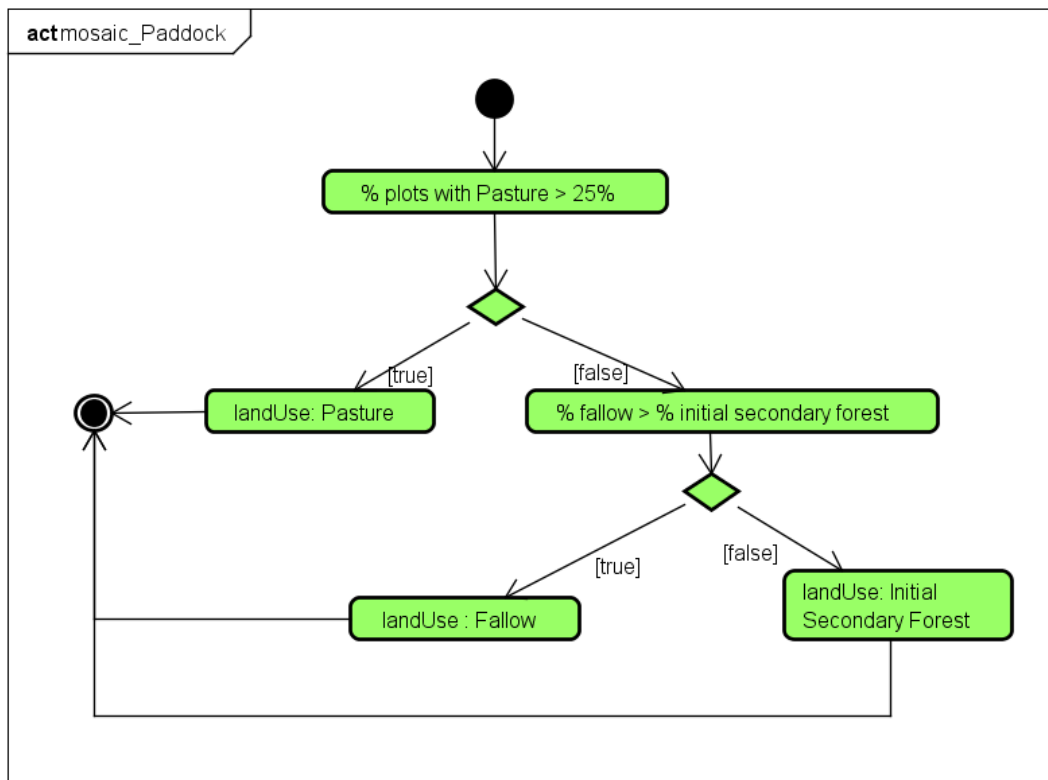 act mosaic_Paddock
% plots with Pasture > 25%
[true]
[false]
landUse: Pasture
% fallow > % initial secondary forest
[true]
[false]
landUse : Fallow
landUse: Initial
Secondary Forest